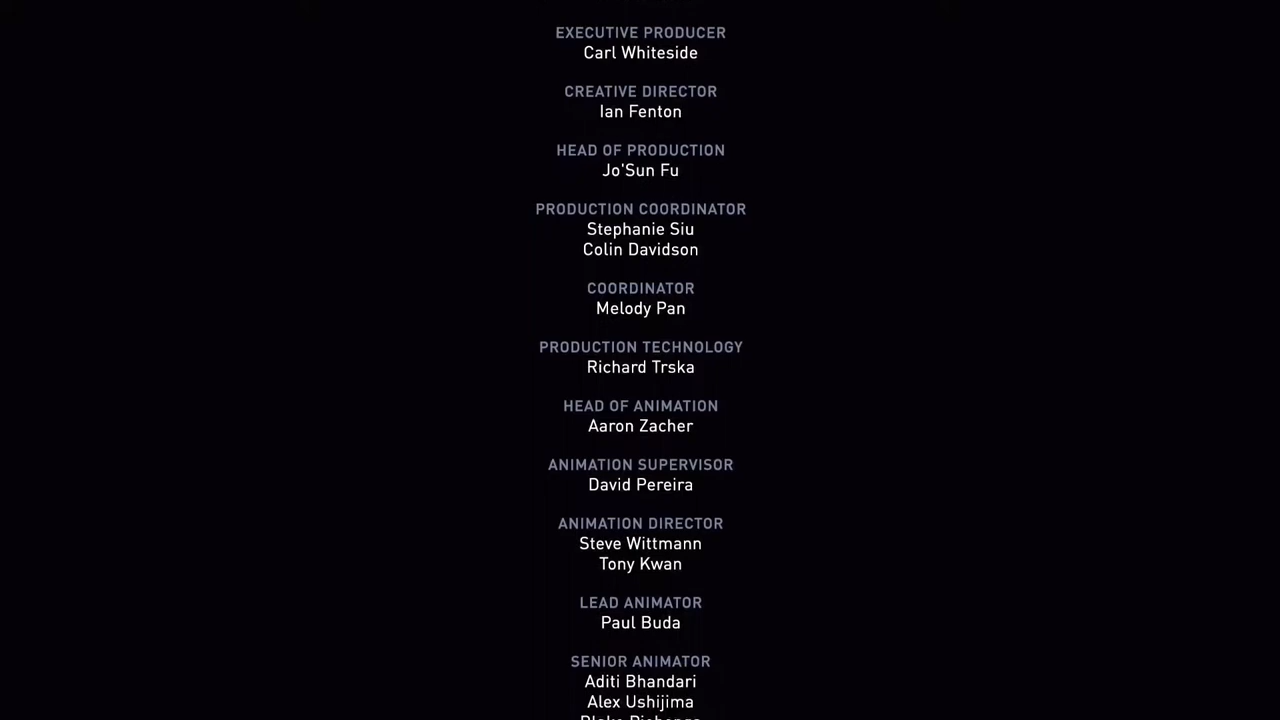 EXECUTIVE PRODUCER
Carl Whiteside
CREATIVE DIRECTOR
Ian Fenton
HEAD OF PRODUCTION
Jo'Sun Fu
PRODUCTION COORDINATOR
Stephanie Siu
Colin Davidson
COORDINATOR
Melody Pan
PRODUCTION TECHNOLOGY
Richard Trska
HEAD OF ANIMATION
Aaron Zacher
ANIMATION SUPERVISOR
David Pereira
ANIMATION DIRECTOR
Steve Wittmann
Tony Kwan
LEAD ANIMATOR
Paul Buda
SENIOR ANIMATOR
Aditi Bhandari
Alex Ushijima